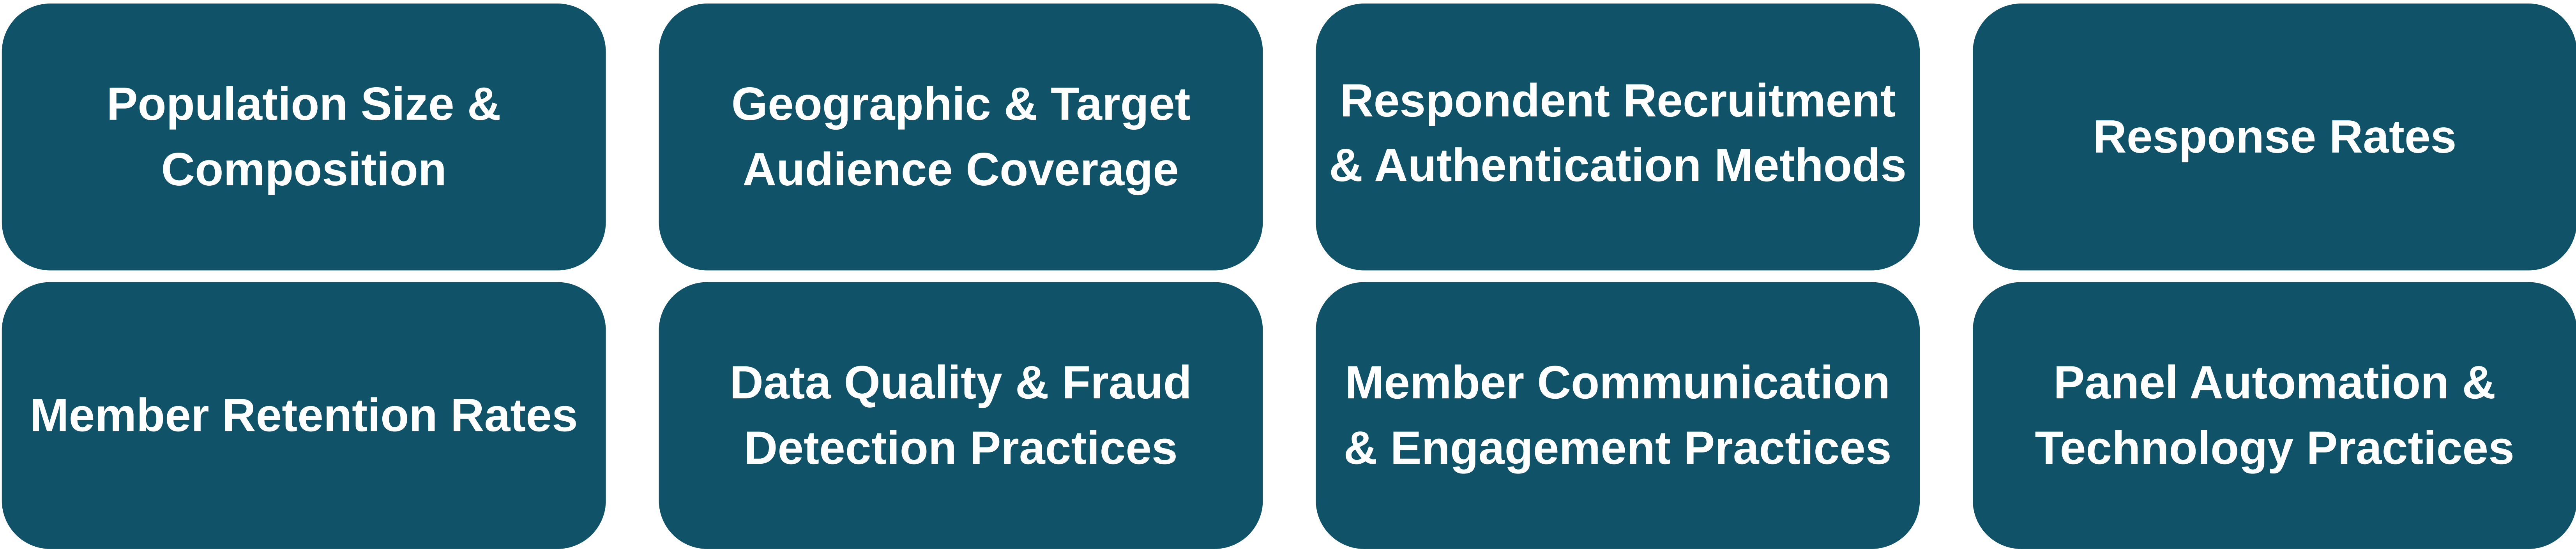 Population Size &
Composition
Geographic & Target
Audience Coverage
Respondent Recruitment
& Authentication Methods
Response Rates
Member Retention Rates
Data Quality & Fraud
Detection Practices
Member Communication
& Engagement Practices
Panel Automation &
Technology Practices